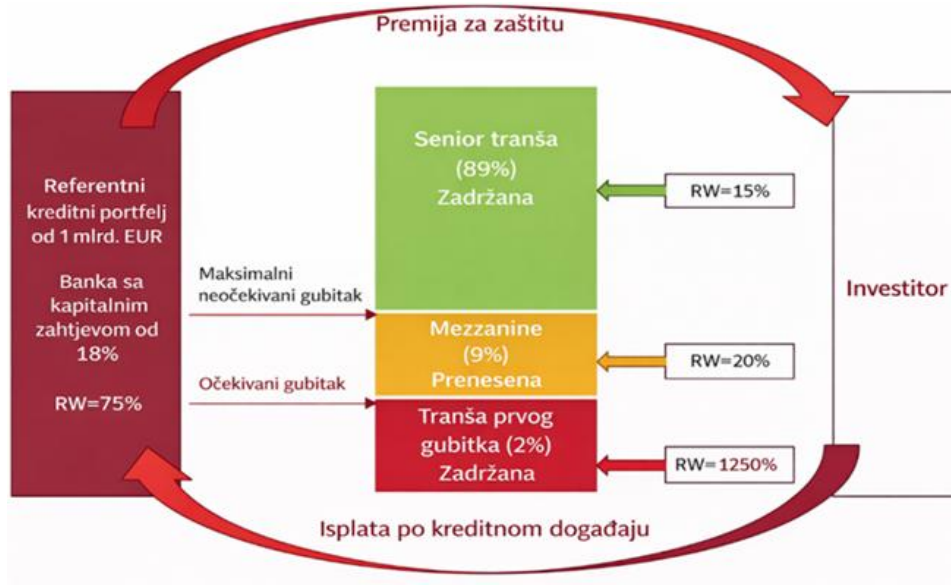 Premija za zaštitu
Referentni
kreditni portfelj
od 1 mlrd. EUR
Banka sa
kapitalnim
zahtjevom od
18%
RW=75%
Maksimalni
neočekivani gubitak
Očekivani gubitak
Senior tranša
(89%)
Zadržana
Mezzanine
(9%)
Prenesena
Tranša prvog
gubitka (2%)
Zadržana
RW=15%
RW=20%
RW=1250%
Investitor
Isplata po kreditnom događaju